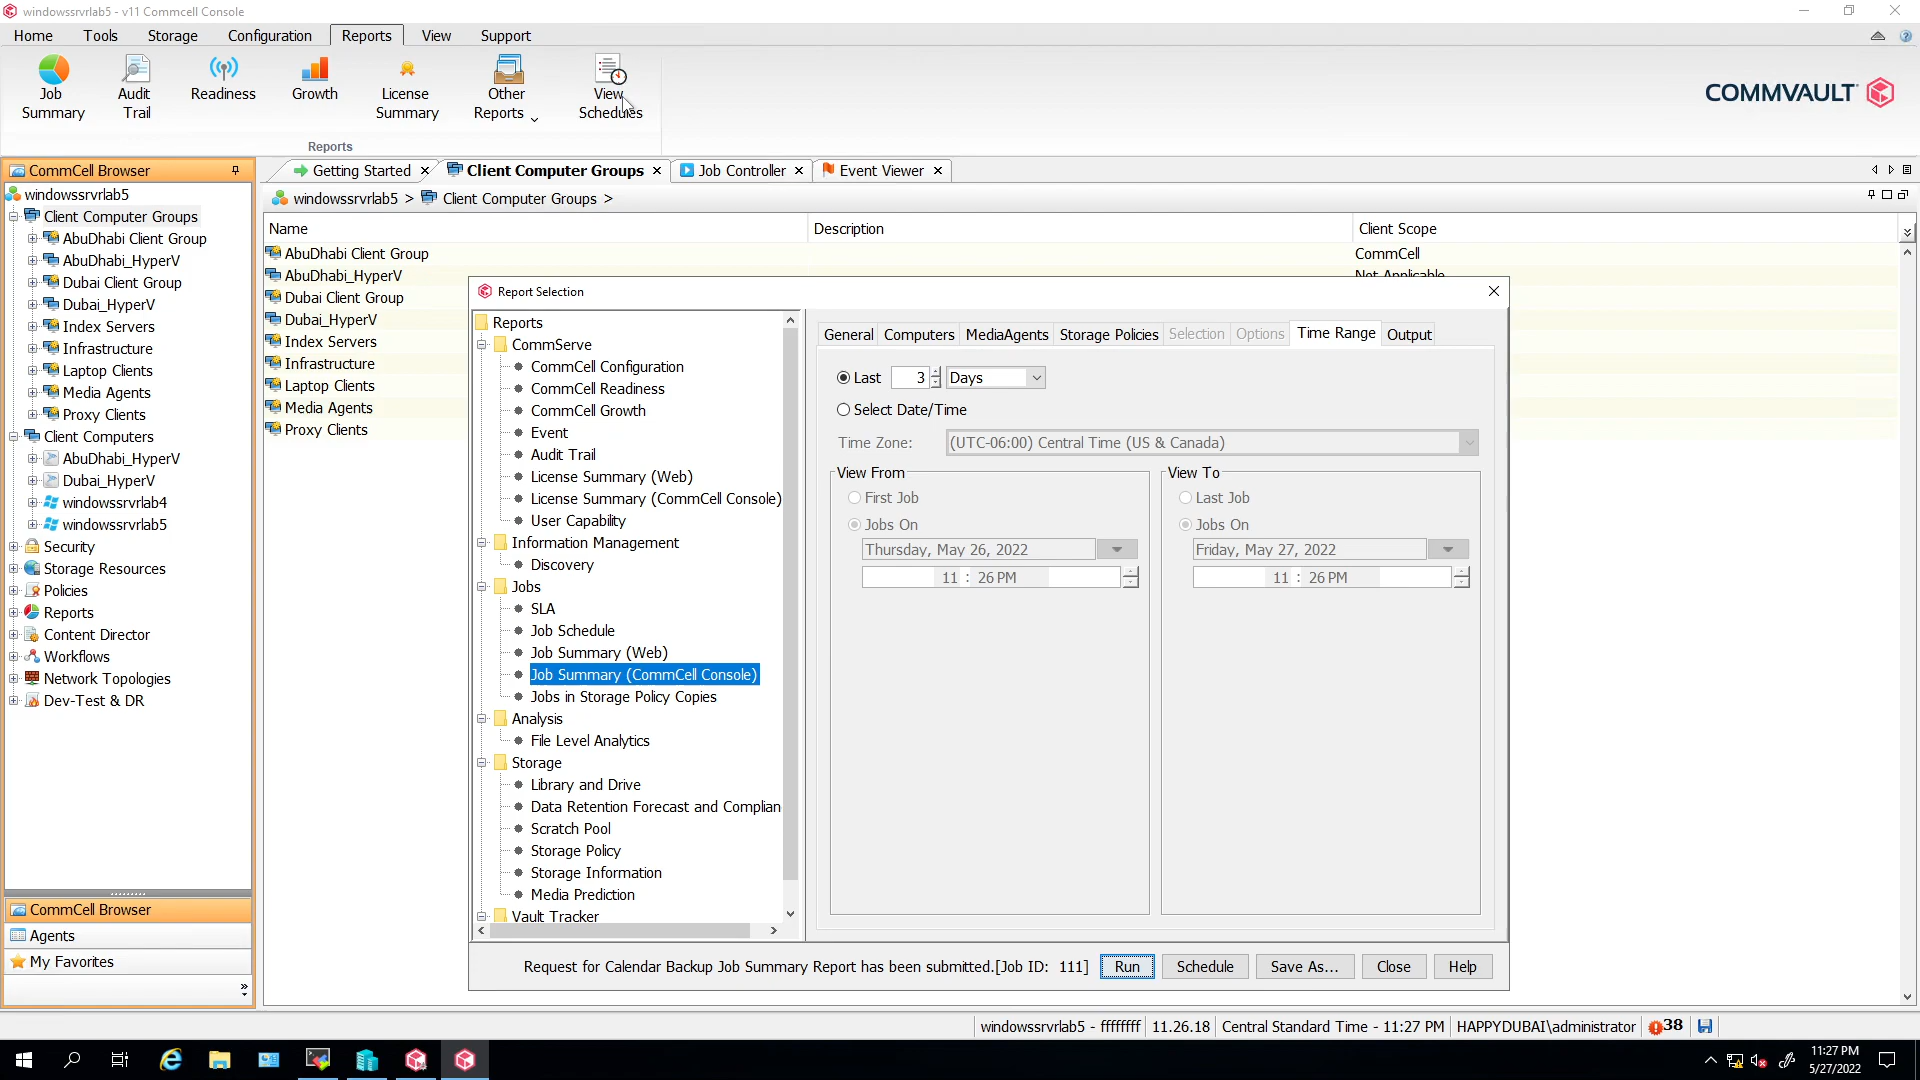 windowssrvrlab5 - v11 Commcell Console
Home Tools Storage Configuration Reports View Support
Job Summary
Audit Trail
Readiness
Growth
License Summary
Other Reports
View Schedules
Reports
COMMVAULT
CommCell Browser
windowssrvrlab5
Client Computer Groups
AbuDhabi Client Group
AbuDhabi_HyperV
Dubai Client Group
Dubai_HyperV
Index Servers
Infrastructure
Laptop Clients
Media Agents
Proxy Clients
Client Computers
AbuDhabi_HyperV
Dubai_HyperV
windowssrvrlab4
windowssrvrlab5
Security
Storage Resources
Policies
Reports
Content Director
Workflows
Network Topologies
Dev-Test & DR
CommCell Browser
Agents
My Favorites
Getting Started Client Computer Groups Job Controller Event Viewer
windowssrvrlab5 > Client Computer Groups >
Name Description Client Scope
AbuDhabi Client Group CommCell
AbuDhabi_HyperV Not Applicable
Dubai Client Group
Dubai_HyperV
Index Servers
Infrastructure
Laptop Clients
Media Agents
Proxy Clients
Report Selection
Reports
CommServe
CommCell Configuration
CommCell Readiness
CommCell Growth
Event
Audit Trail
License Summary (Web)
License Summary (CommCell Console)
User Capability
Information Management
Discovery
Jobs
SLA
Job Schedule
Job Summary (Web)
Job Summary (CommCell Console)
Jobs in Storage Policy Copies
Analysis
File Level Analytics
Storage
Library and Drive
Data Retention Forecast and Complian
Scratch Pool
Storage Policy
Storage Information
Media Prediction
Vault Tracker
General Computers MediaAgents Storage Policies Selection Options Time Range Output
Last 3 Days
Select Date/Time
Time Zone: (UTC-06:00) Central Time (US & Canada)
View From
First Job
Jobs On
Thursday, May 26, 2022
11 : 26 PM
View To
Last Job
Jobs On
Friday, May 27, 2022
11 : 26 PM
Request for Calendar Backup Job Summary Report has been submitted.[Job ID: 111] Run Schedule Save As... Close Help
windowssrvrlab5 - ffffffff 11.26.18 Central Standard Time - 11:27 PM HAPPYDUBAI\administrator 38
11:27 PM
5/27/2022